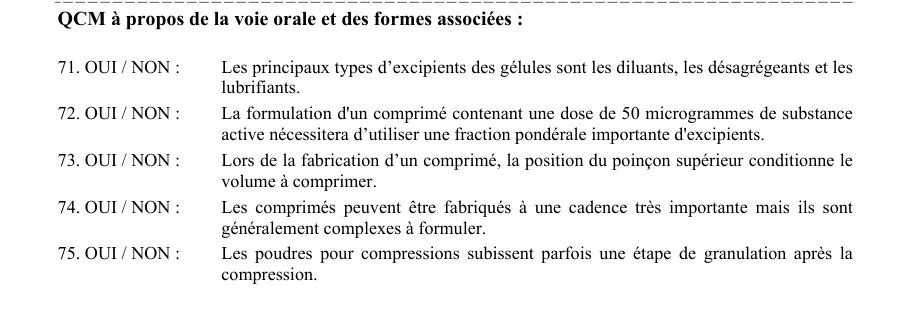 QCM à propos de la voie orale et des formes associées :
71. OUI / NON : Les principaux types d’excipients des gélules sont les diluants, les désagrégeants et les
lubrifiants.
72. OUI / NON : La formulation d'un comprimé contenant une dose de 50 microgrammes de substance
active nécessitera d’utiliser une fraction pondérale importante d'excipients.
73. OUI / NON : Lors de la fabrication d’un comprimé, la position du poinçon supérieur conditionne le
volume à comprimer.
74. OUI / NON : Les comprimés peuvent être fabriqués à une cadence très importante mais ils sont
généralement complexes à formuler.
75. OUI / NON : Les poudres pour compressions subissent parfois une étape de granulation après la
compression.